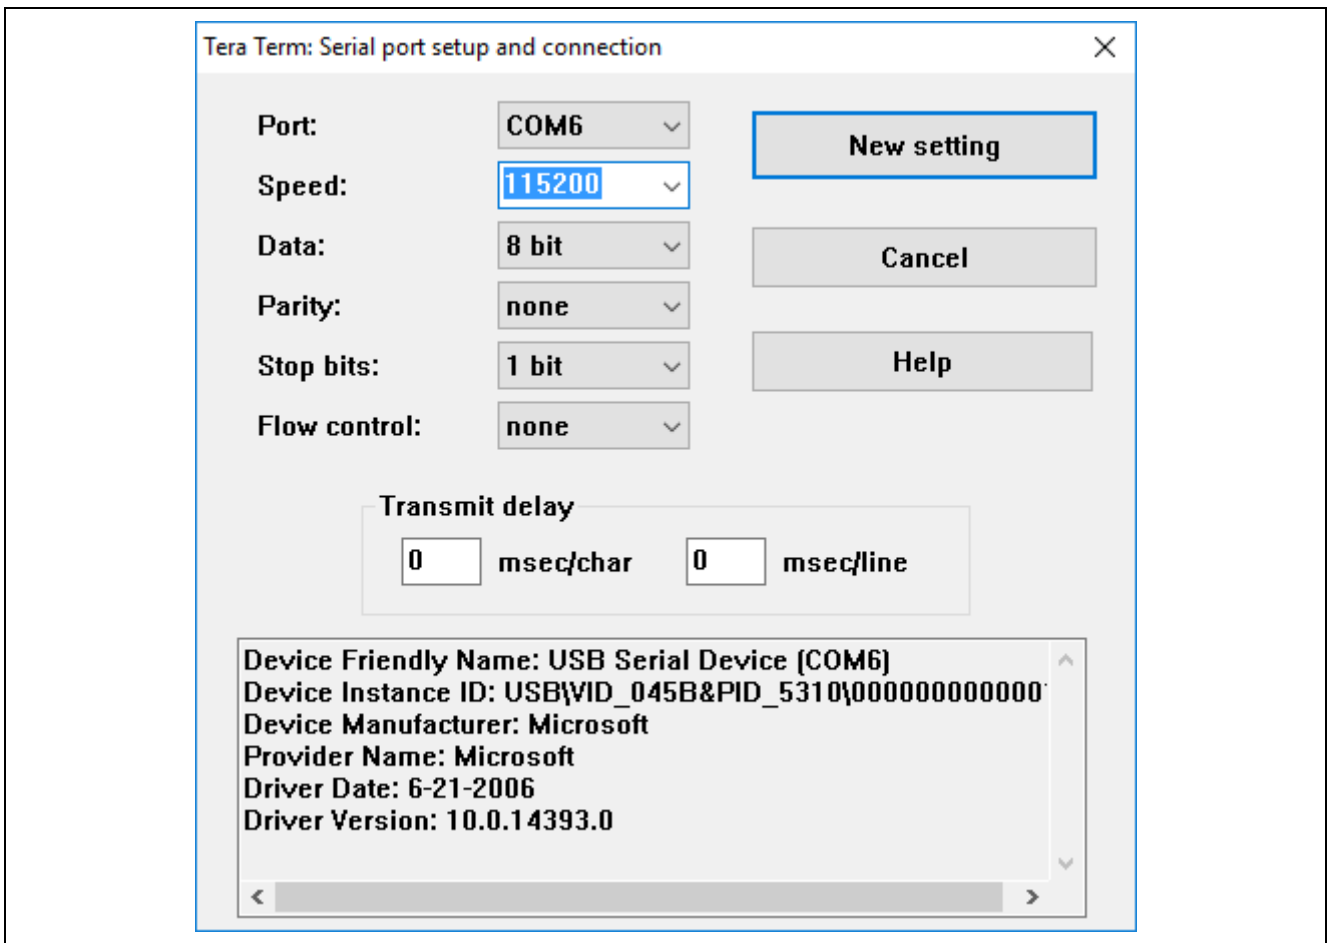 Tera Term: Serial port setup and connection
Port: COM6 New setting
Speed: 115200
Data: 8 bit Cancel
Parity: none
Stop bits: 1 bit Help
Flow control: none
Transmit delay
0 msec/char 0 msec/line
Device Friendly Name: USB Serial Device (COM6)
Device Instance ID: USB\VID_045B&PID_5310\000000000000
Device Manufacturer: Microsoft
Provider Name: Microsoft
Driver Date: 6-21-2006
Driver Version: 10.0.14393.0